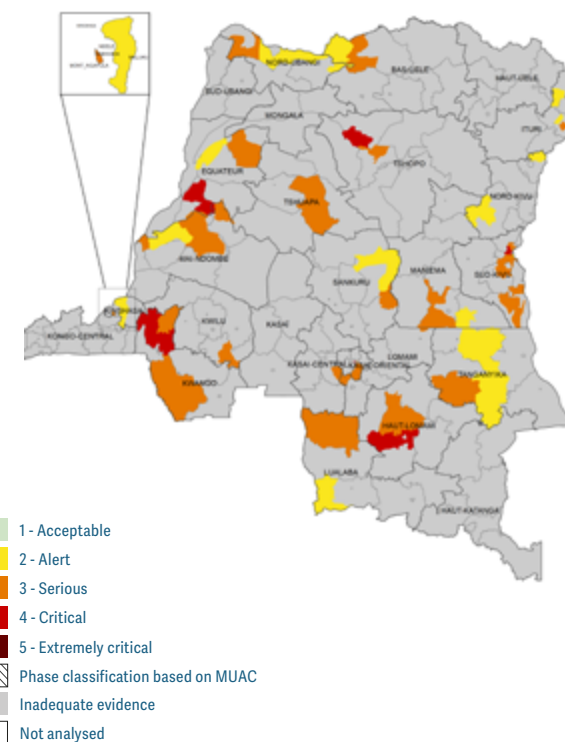 NORD-UBANGI
BAS-UELE
HAUT-UELE
SUD-UBANGI
MONGALA
ITURI
TSHOPO
EQUATEUR
NORD-KIVU
TSHUAPA
MAI-NDOMBE
MANIEMA
SUD-KIVU
SANKURU
KINSHASA
KWILU
KASAI
KONGO-CENTRAL
LOMAMI
KASAI-CENTRAL
KASAI-ORIENTAL
TANGANYIKA
KWANGO
HAUT-LOMAMI
LUALABA
HAUT-KATANGA
1 - Acceptable
2 - Alert
3 - Serious
4 - Critical
5 - Extremely critical
Phase classification based on MUAC
Inadequate evidence
Not analysed